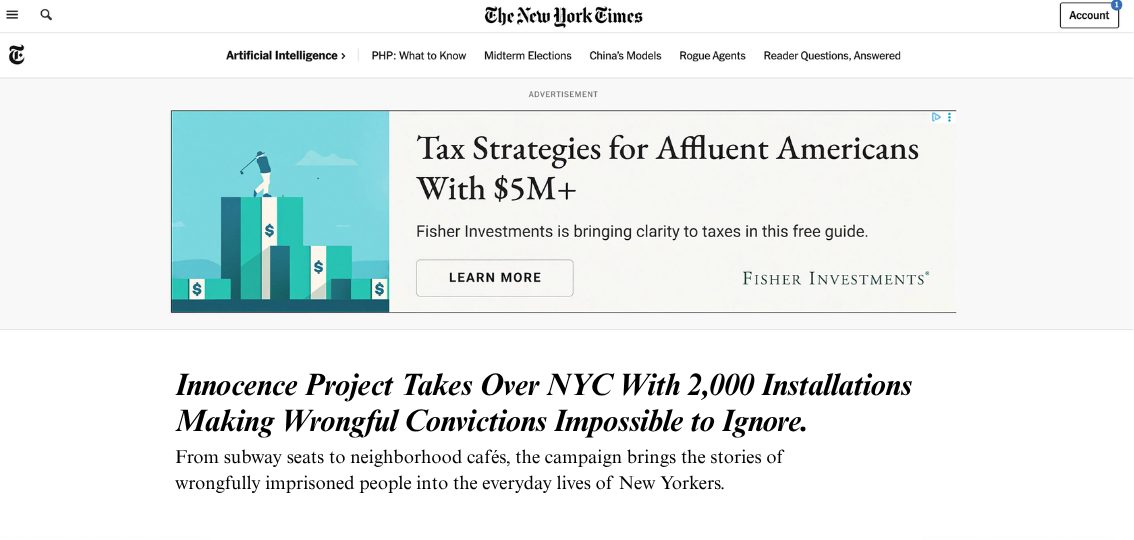 The New York Times
Account
1
Artificial Intelligence ›
PHP: What to Know
Midterm Elections
China's Models
Rogue Agents
Reader Questions, Answered
ADVERTISEMENT
Tax Strategies for Affluent Americans
With $5M+
Fisher Investments is bringing clarity to taxes in this free guide.
LEARN MORE
FISHER INVESTMENTS®
$
$
$
$
Innocence Project Takes Over NYC With 2,000 Installations
Making Wrongful Convictions Impossible to Ignore.
From subway seats to neighborhood cafés, the campaign brings the stories of
wrongfully imprisoned people into the everyday lives of New Yorkers.